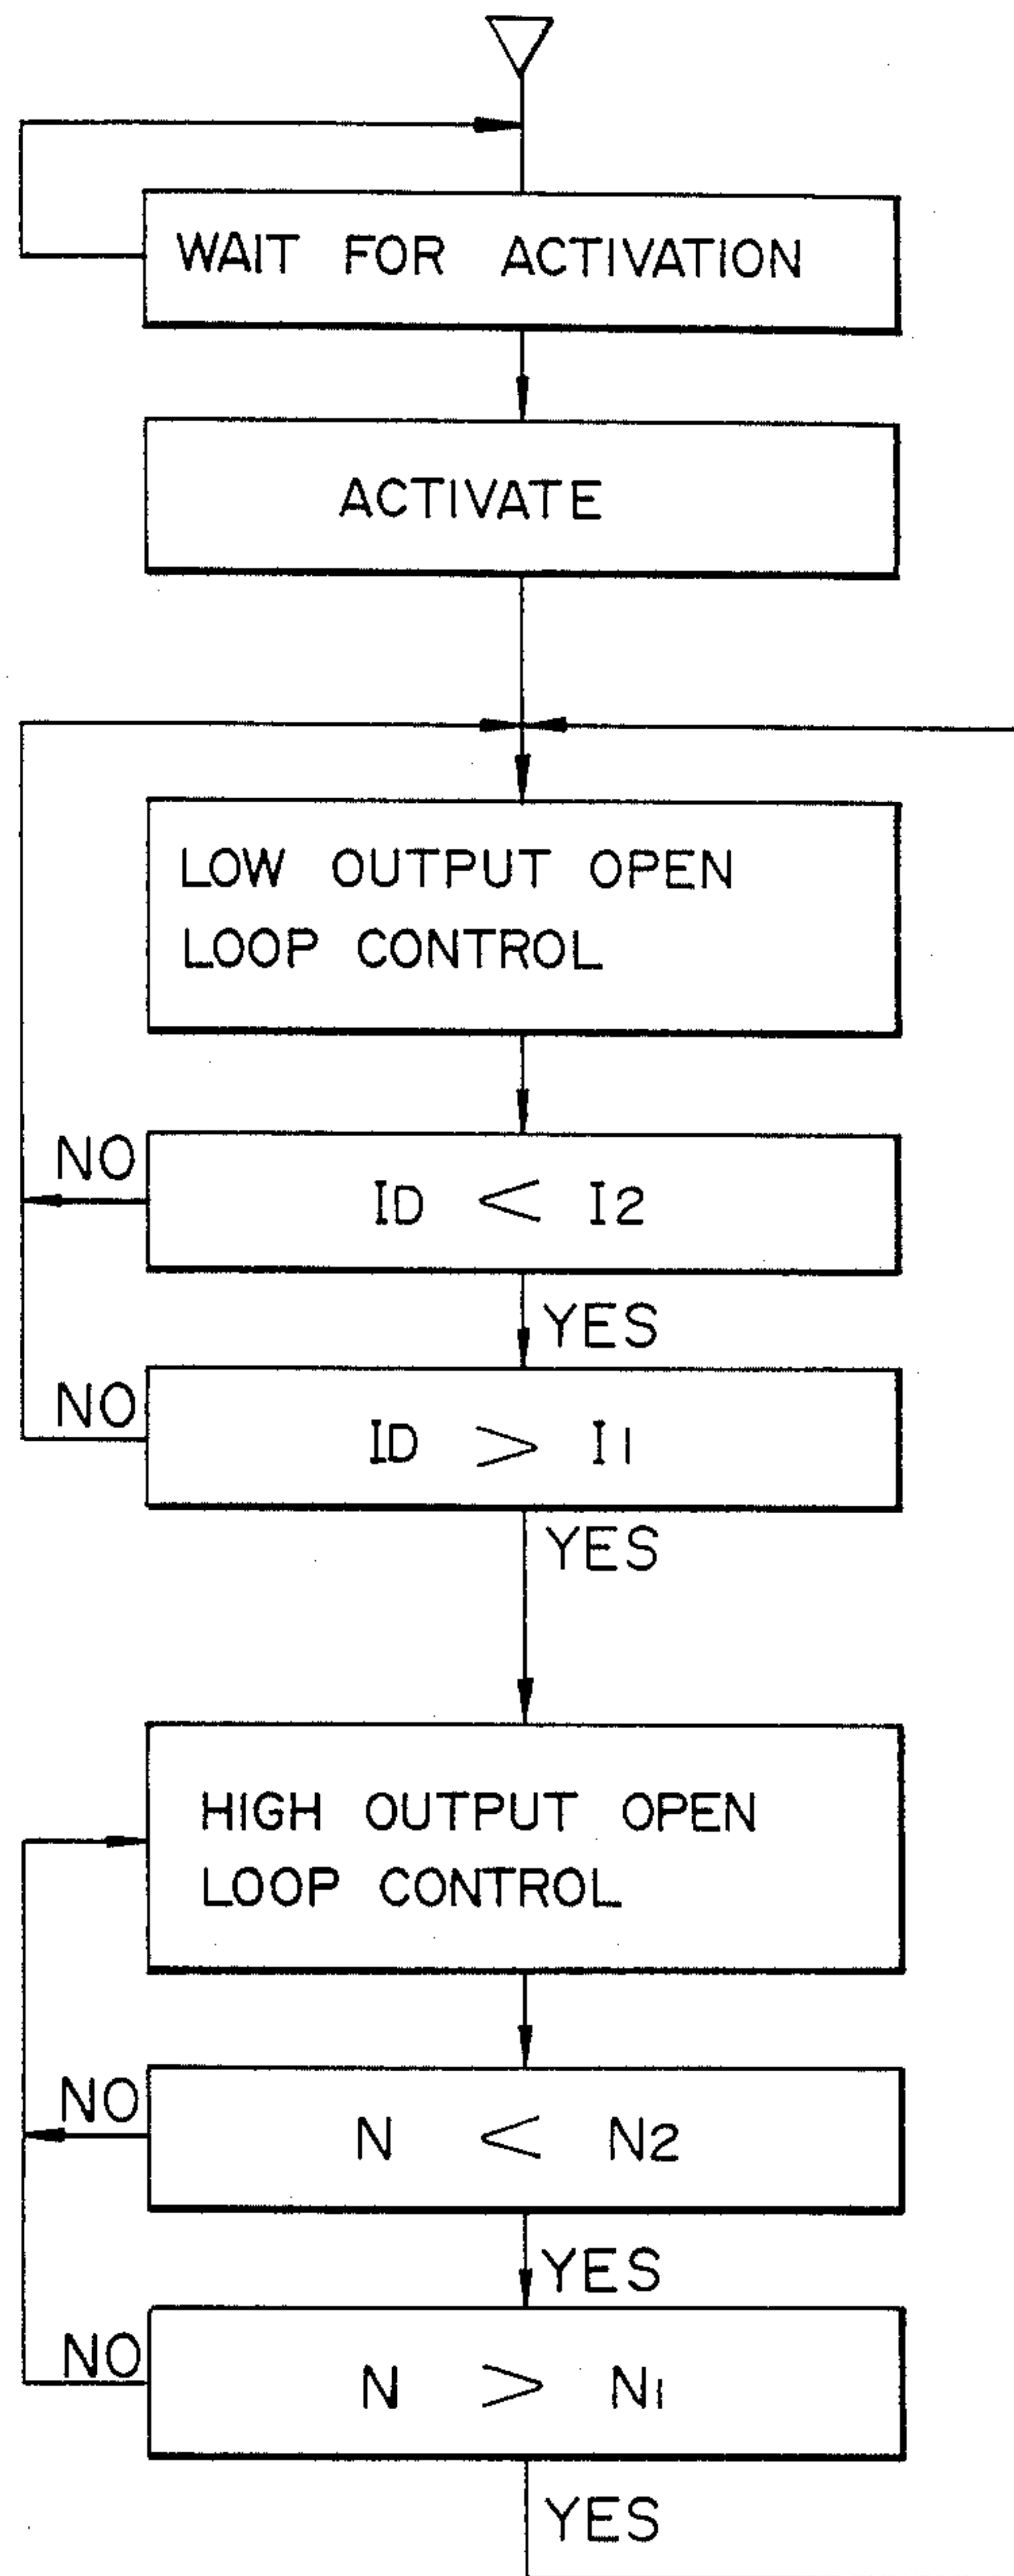 WAIT FOR ACTIVATION
ACTIVATE
LOW OUTPUT OPEN
LOOP CONTROL
NO
ID < I2
YES
NO
ID > I1
YES
HIGH OUTPUT OPEN
LOOP CONTROL
NO
N < N2
YES
NO
N > N1
YES